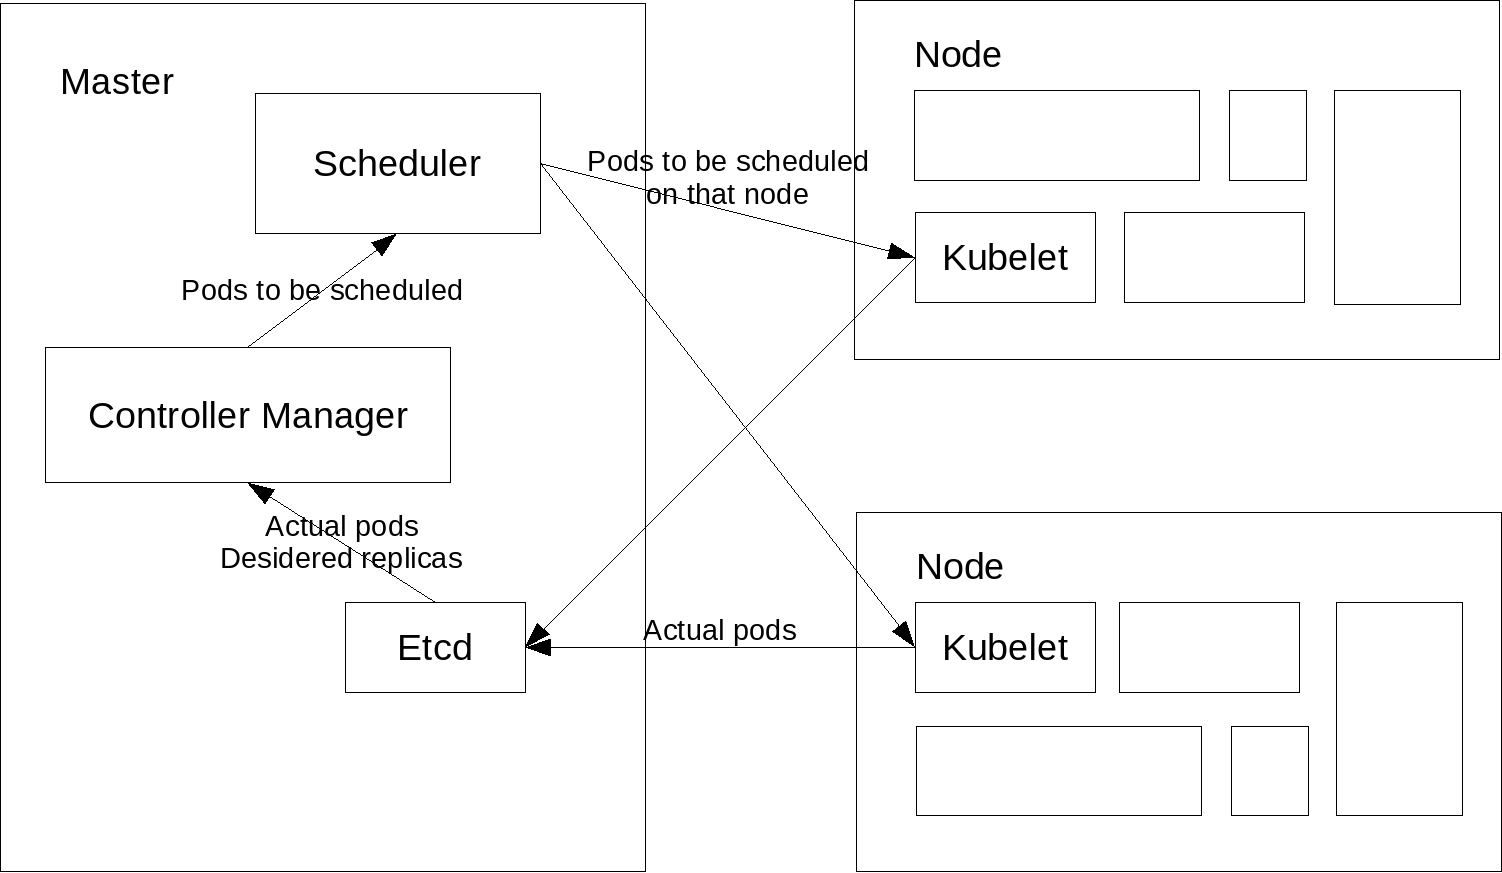 Master
Scheduler
Pods to be scheduled
Controller Manager
Actual pods
Desidered replicas
Etcd
Pods to be scheduled
on that node
Actual pods
Node
Kubelet
Node
Kubelet